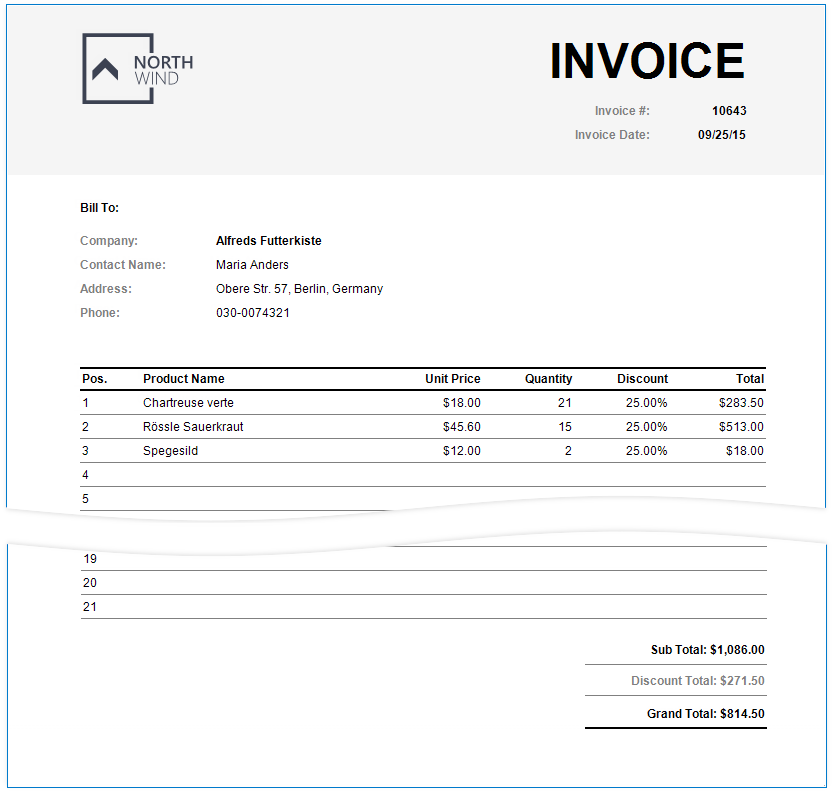 NORTH
WIND
INVOICE
Invoice #: 10643
Invoice Date: 09/25/15
Bill To:
Company: Alfreds Futterkiste
Contact Name: Maria Anders
Address: Obere Str. 57, Berlin, Germany
Phone: 030-0074321
Pos. Product Name Unit Price Quantity Discount Total
1 Chartreuse verte $18.00 21 25.00% $283.50
2 Rössle Sauerkraut $45.60 15 25.00% $513.00
3 Spegesild $12.00 2 25.00% $18.00
4
5
19
20
21
Sub Total: $1,086.00
Discount Total: $271.50
Grand Total: $814.50